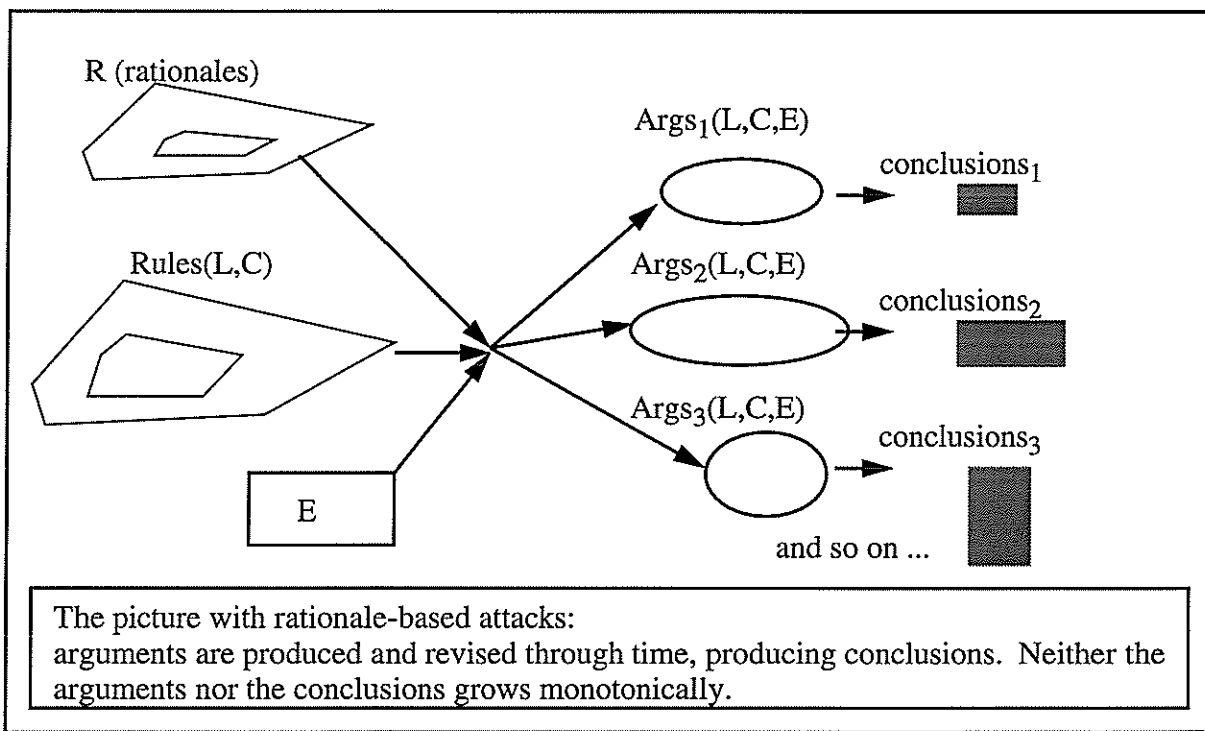 R (rationales)
Args1(L,C,E)
conclusions1
Rules(L,C)
Args2(L,C,E)
conclusions2
Args3(L,C,E)
conclusions3
E
and so on ...
The picture with rationale-based attacks:
arguments are produced and revised through time, producing conclusions. Neither the
arguments nor the conclusions grows monotonically.